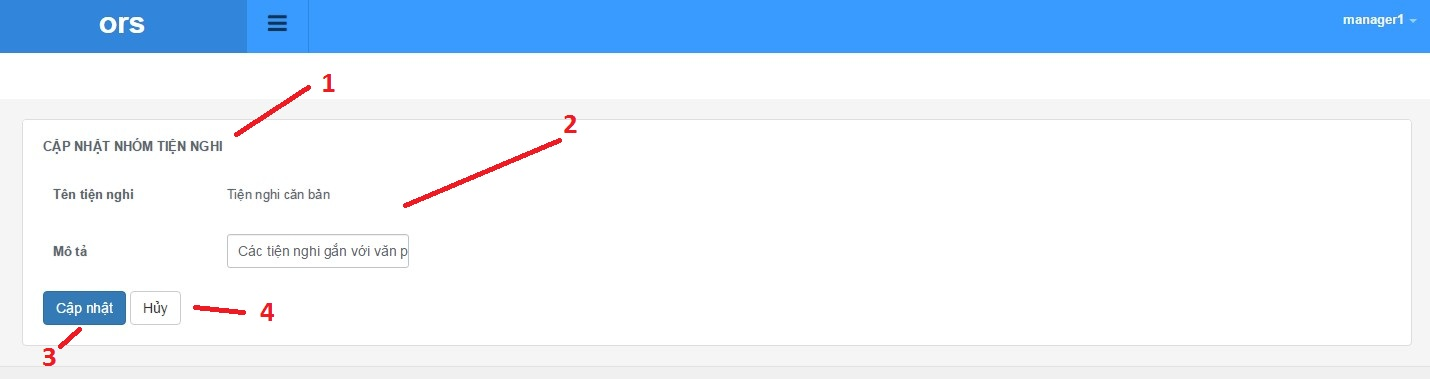 ors
manager1
1
2
CẬP NHẬT NHÓM TIỆN NGHI
Tên tiện nghi Tiện nghi căn bản
Mô tả Các tiện nghi gắn với văn p
Cập nhật Hủy
4
3